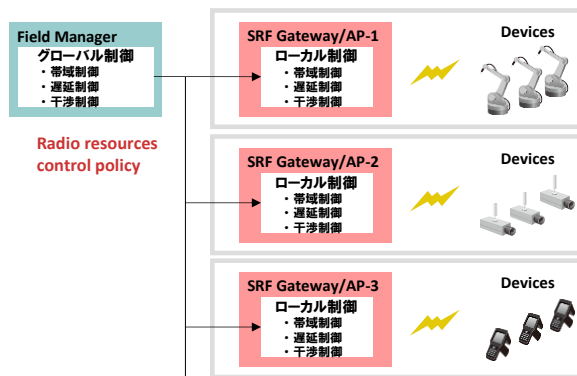 Field Manager
グローバル制御
・帯域制御
・遅延制御
・干渉制御
Radio resources
control policy
SRF Gateway/AP-1
ローカル制御
・帯域制御
・遅延制御
・干渉制御
Devices
SRF Gateway/AP-2
ローカル制御
・帯域制御
・遅延制御
・干渉制御
Devices
SRF Gateway/AP-3
ローカル制御
・帯域制御
・遅延制御
・干渉制御
Devices